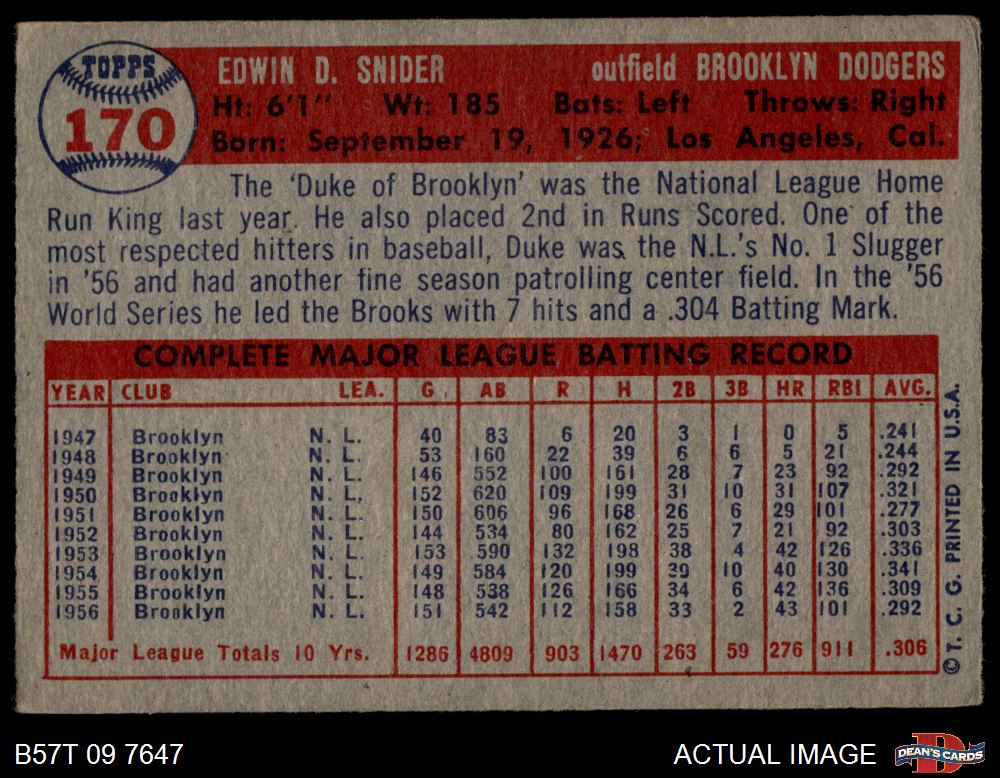 TOPPS
170
EDWIN D. SNIDER outfield BROOKLYN DODGERS
Ht: 6'1" Wt: 185 Bats: Left Throws: Right
Born: September 19, 1926; Los Angeles, Cal.
The 'Duke of Brooklyn' was the National League Home
Run King last year. He also placed 2nd in Runs Scored. One of the
most respected hitters in baseball, Duke was the N.L.'s No. 1 Slugger
in '56 and had another fine season patrolling center field. In the '56
World Series he led the Brooks with 7 hits and a .304 Batting Mark.
COMPLETE MAJOR LEAGUE BATTING RECORD
YEAR CLUB LEA. G. AB R H 2B 3B HR RBI AVG.
1947 Brooklyn N. L. 40 83 6 20 3 1 0 5 .241
1948 Brooklyn N. L. 53 160 22 39 6 6 5 21 .244
1949 Brooklyn N. L. 146 552 100 161 28 7 23 92 .292
1950 Brooklyn N. L. 152 620 109 199 31 10 31 107 .321
1951 Brooklyn N. L. 150 606 96 168 26 6 29 101 .277
1952 Brooklyn N. L. 144 534 80 162 25 7 21 92 .303
1953 Brooklyn N. L. 153 590 132 198 38 4 42 126 .336
1954 Brooklyn N. L. 149 584 120 199 39 10 40 130 .341
1955 Brooklyn N. L. 148 538 126 166 34 6 42 136 .309
1956 Brooklyn N. L. 151 542 112 158 33 2 43 101 .292
Major League Totals 10 Yrs. 1286 4809 903 1470 263 59 276 911 .306
© T. C. G. PRINTED IN U.S.A.
B57T 09 7647
ACTUAL IMAGE
DEAN'S CARDS